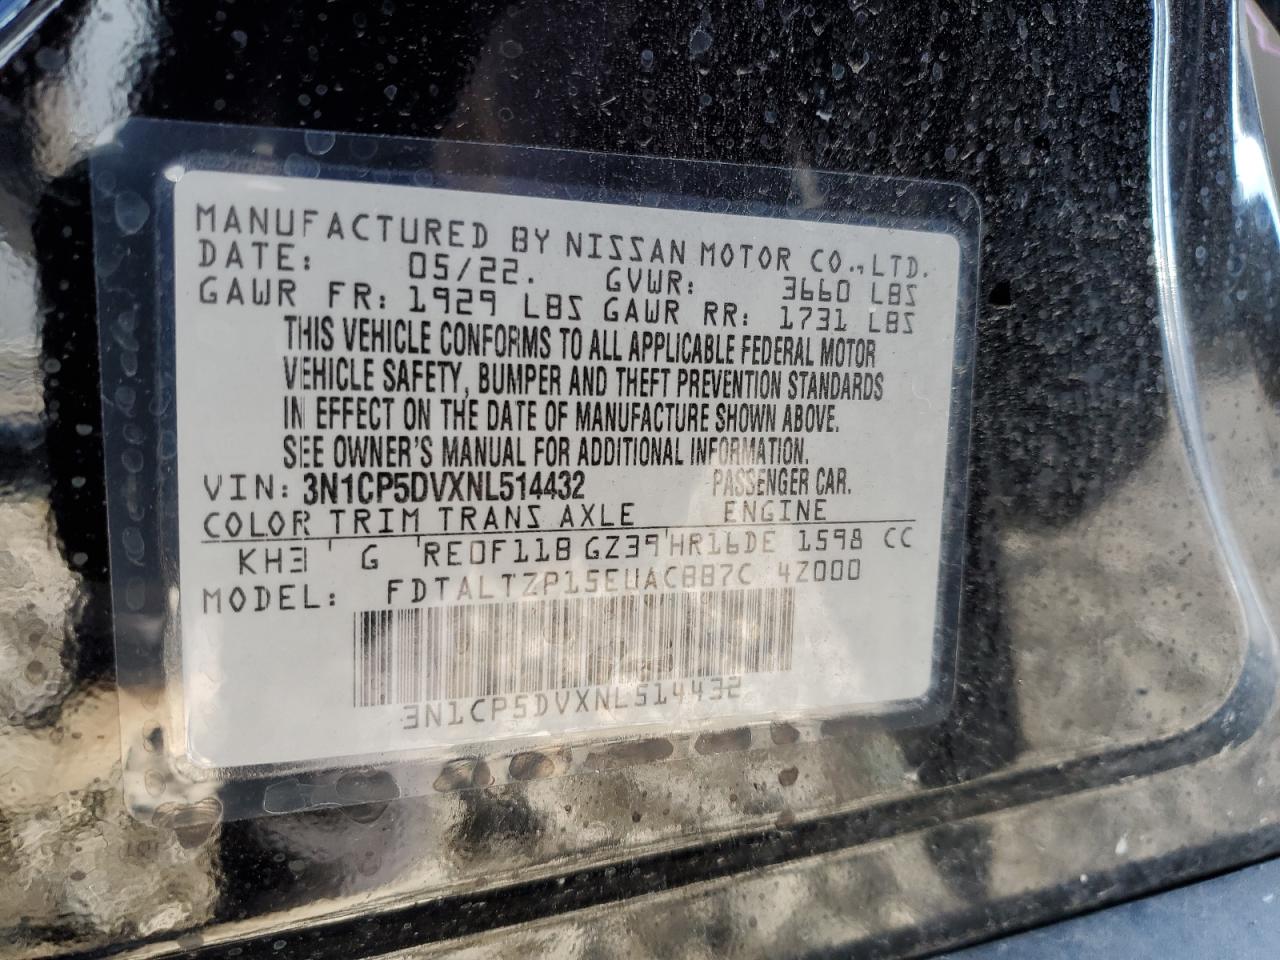 MANUFACTURED BY NISSAN MOTOR CO.,LTD.
DATE: 05/22. GVWR: 3660 LBS
GAWR FR: 1929 LBS GAWR RR: 1731 LBS
THIS VEHICLE CONFORMS TO ALL APPLICABLE FEDERAL MOTOR
VEHICLE SAFETY, BUMPER AND THEFT PREVENTION STANDARDS
IN EFFECT ON THE DATE OF MANUFACTURE SHOWN ABOVE.
SEE OWNER'S MANUAL FOR ADDITIONAL INFORMATION.
VIN: 3N1CP5DVXNL514432 PASSENGER CAR.
COLOR TRIM TRANS AXLE ENGINE
KH3 G RE0F11B GZ39 HR16DE 1598 CC
MODEL: FDTALTZP15EUACBB7C 4Z000
3N1CP5DVXNL514432